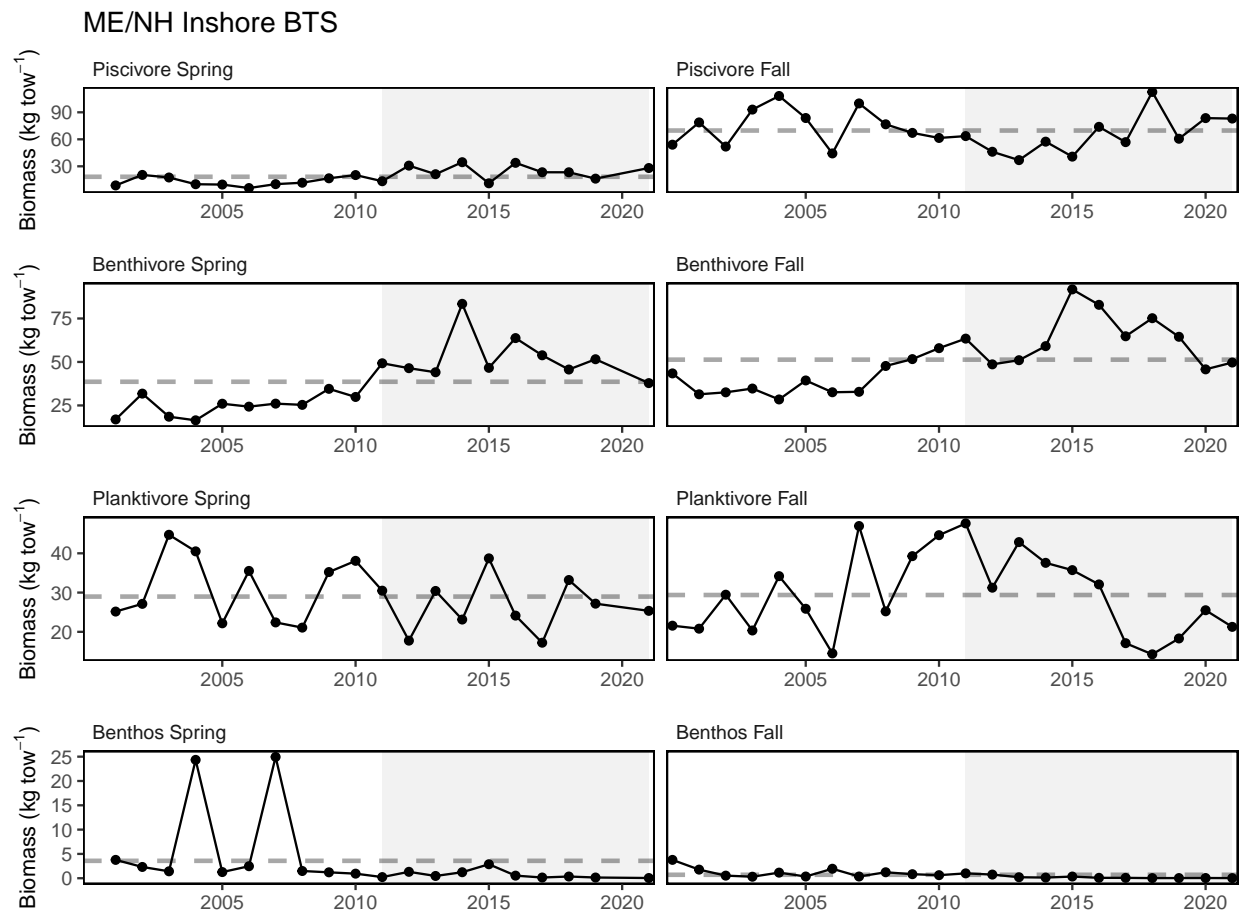 ME/NH Inshore BTS
Piscivore Spring
Piscivore Fall
Biomass (kg tow⁻¹)
90
60
30
2005 2010 2015 2020
2005 2010 2015 2020
Benthivore Spring
Benthivore Fall
Biomass (kg tow⁻¹)
75
50
25
2005 2010 2015 2020
2005 2010 2015 2020
Planktivore Spring
Planktivore Fall
Biomass (kg tow⁻¹)
40
30
20
2005 2010 2015 2020
2005 2010 2015 2020
Benthos Spring
Benthos Fall
Biomass (kg tow⁻¹)
25
20
15
10
5
0
2005 2010 2015 2020
2005 2010 2015 2020